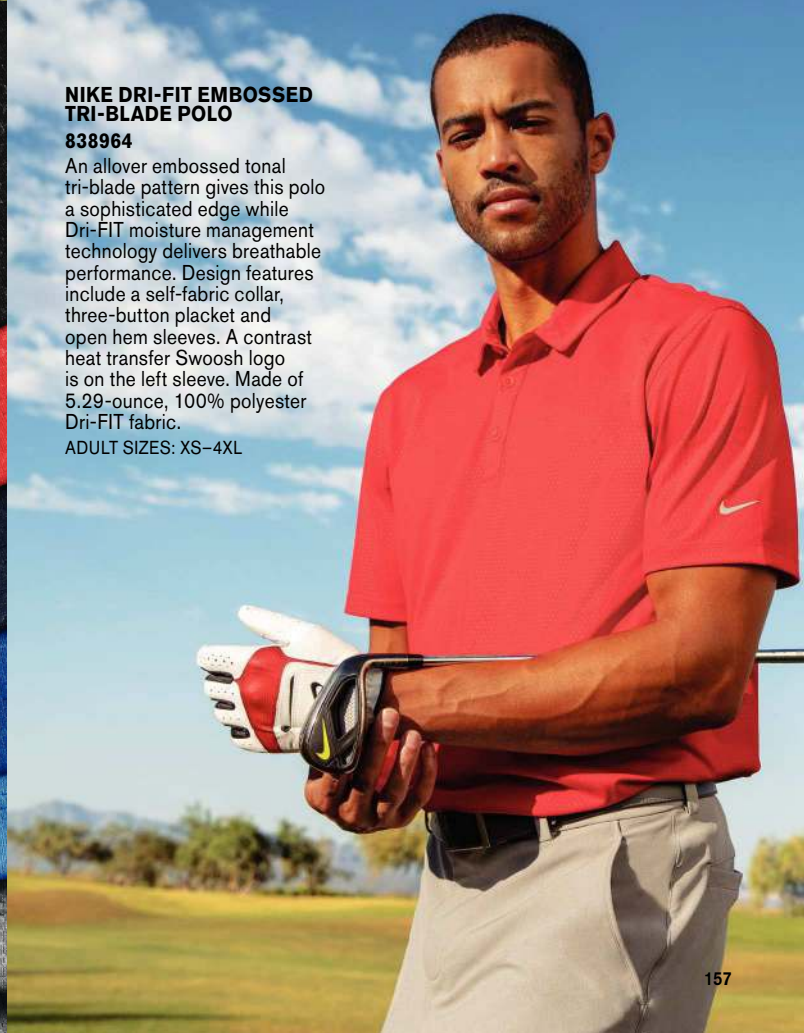 NIKE DRI-FIT EMBOSSED
TRI-BLADE POLO
838964
An allover embossed tonal
tri-blade pattern gives this polo
a sophisticated edge while
Dri-FIT moisture management
technology delivers breathable
performance. Design features
include a self-fabric collar,
three-button placket and
open hem sleeves. A contrast
heat transfer Swoosh logo
is on the left sleeve. Made of
5.29-ounce, 100% polyester
Dri-FIT fabric.
ADULT SIZES: XS–4XL
157